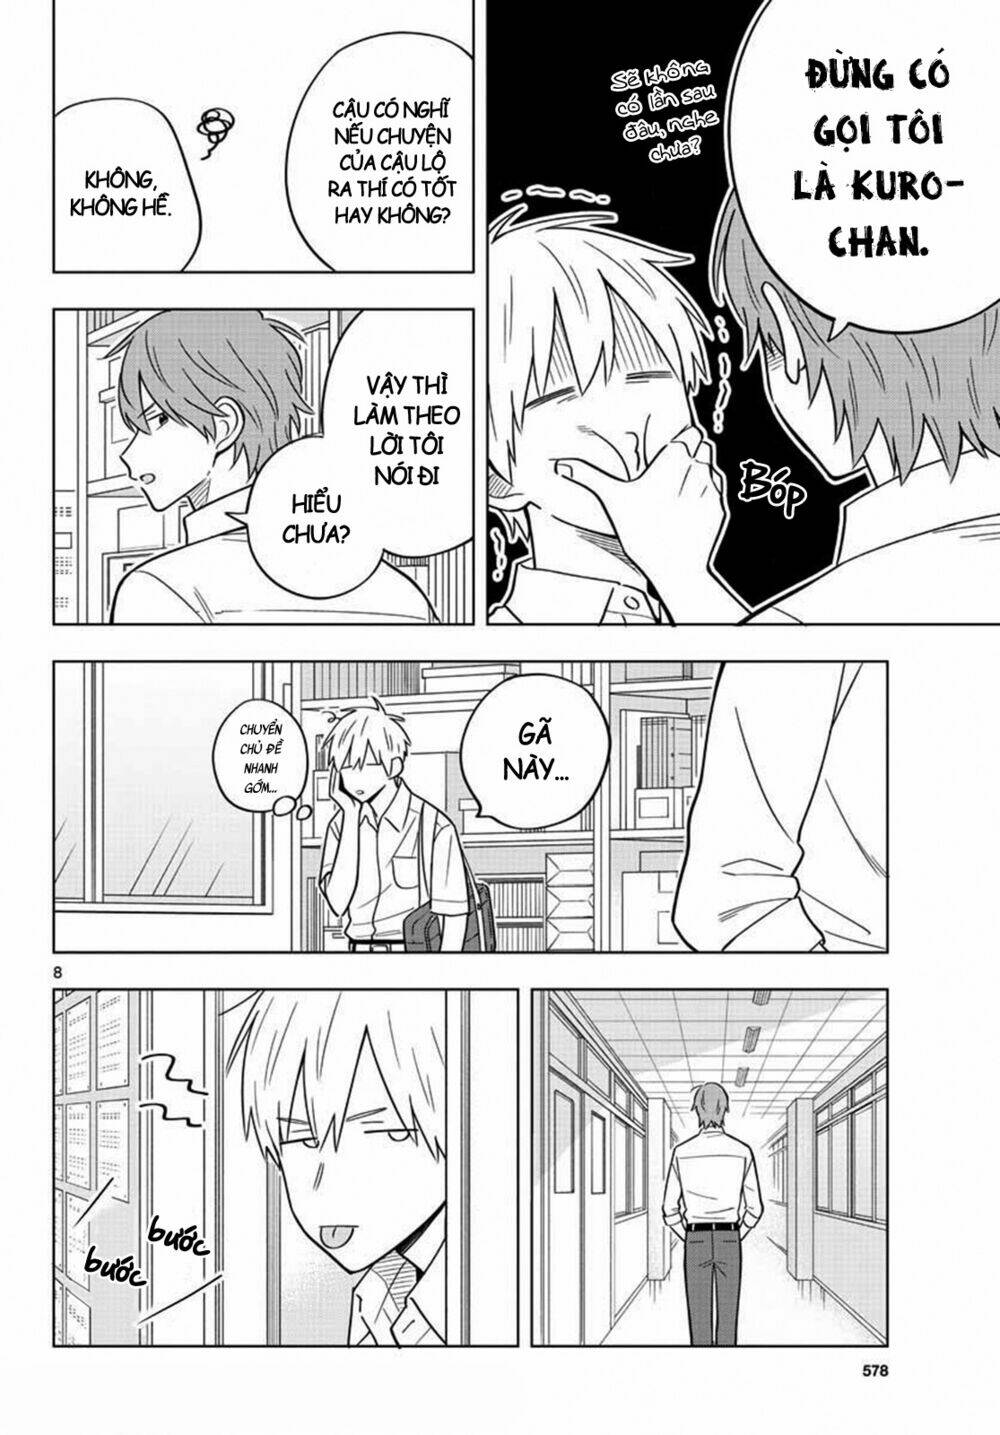 ĐỪNG CÓ
GỌI TÔI
LÀ KURO-
CHAN.
Sẽ không
có lần sau
đâu, nghe
chưa?
Bóp
CẬU CÓ NGHĨ
NẾU CHUYỆN
CỦA CẬU LỘ
RA THÍ CÓ TỐT
HAY KHÔNG?
KHÔNG,
KHÔNG HỀ.
VẬY THÌ
LÀM THEO
LỜI TÔI
NÓI ĐI
HIỂU
CHƯA?
GÃ
NÀY...
CHUYỂN
CHỦ ĐỀ
NHANH
GỚM...
8
bước
bước
578